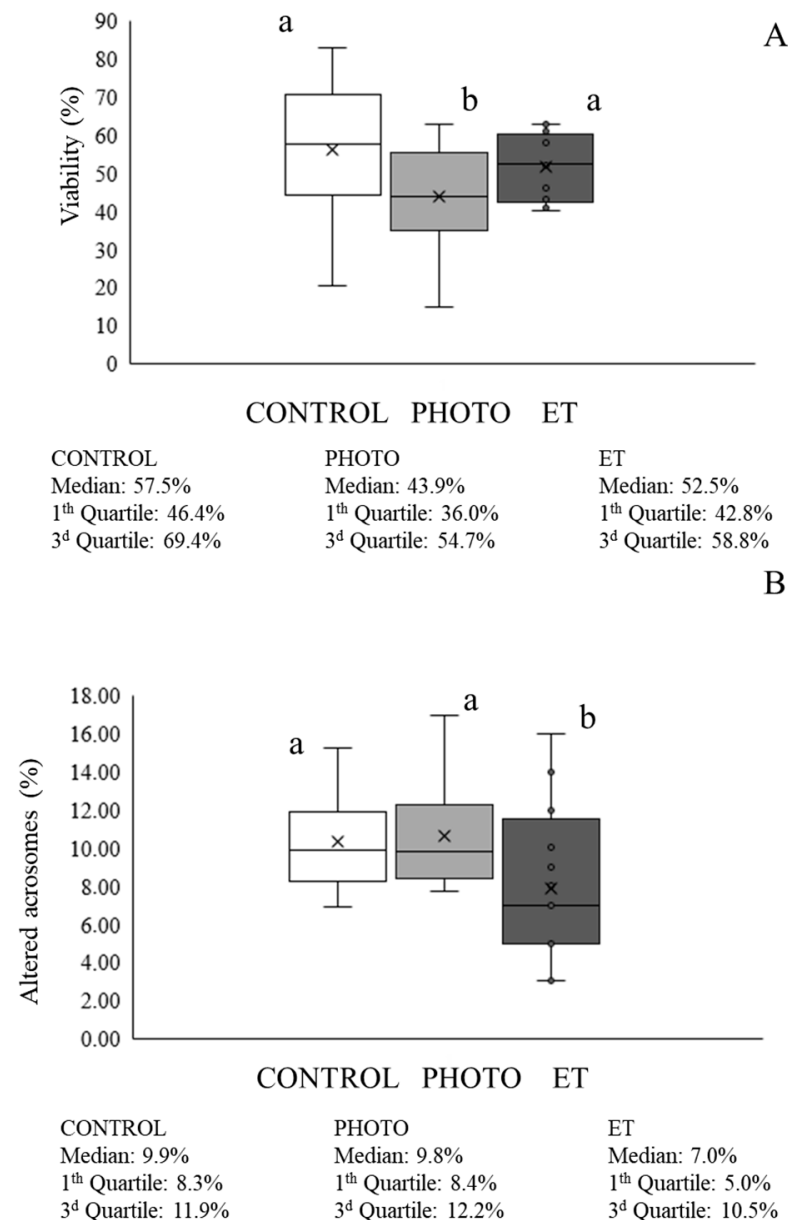 A
a
b
a
90
80
70
60
50
40
30
20
10
0
Viability (%)
CONTROL PHOTO ET
CONTROL
Median: 57.5%
1th Quartile: 46.4%
3d Quartile: 69.4%
PHOTO
Median: 43.9%
1th Quartile: 36.0%
3d Quartile: 54.7%
ET
Median: 52.5%
1th Quartile: 42.8%
3d Quartile: 58.8%
B
a
a
b
18.00
16.00
14.00
12.00
10.00
8.00
6.00
4.00
2.00
0.00
Altered acrosomes (%)
CONTROL PHOTO ET
CONTROL
Median: 9.9%
1th Quartile: 8.3%
3d Quartile: 11.9%
PHOTO
Median: 9.8%
1th Quartile: 8.4%
3d Quartile: 12.2%
ET
Median: 7.0%
1th Quartile: 5.0%
3d Quartile: 10.5%